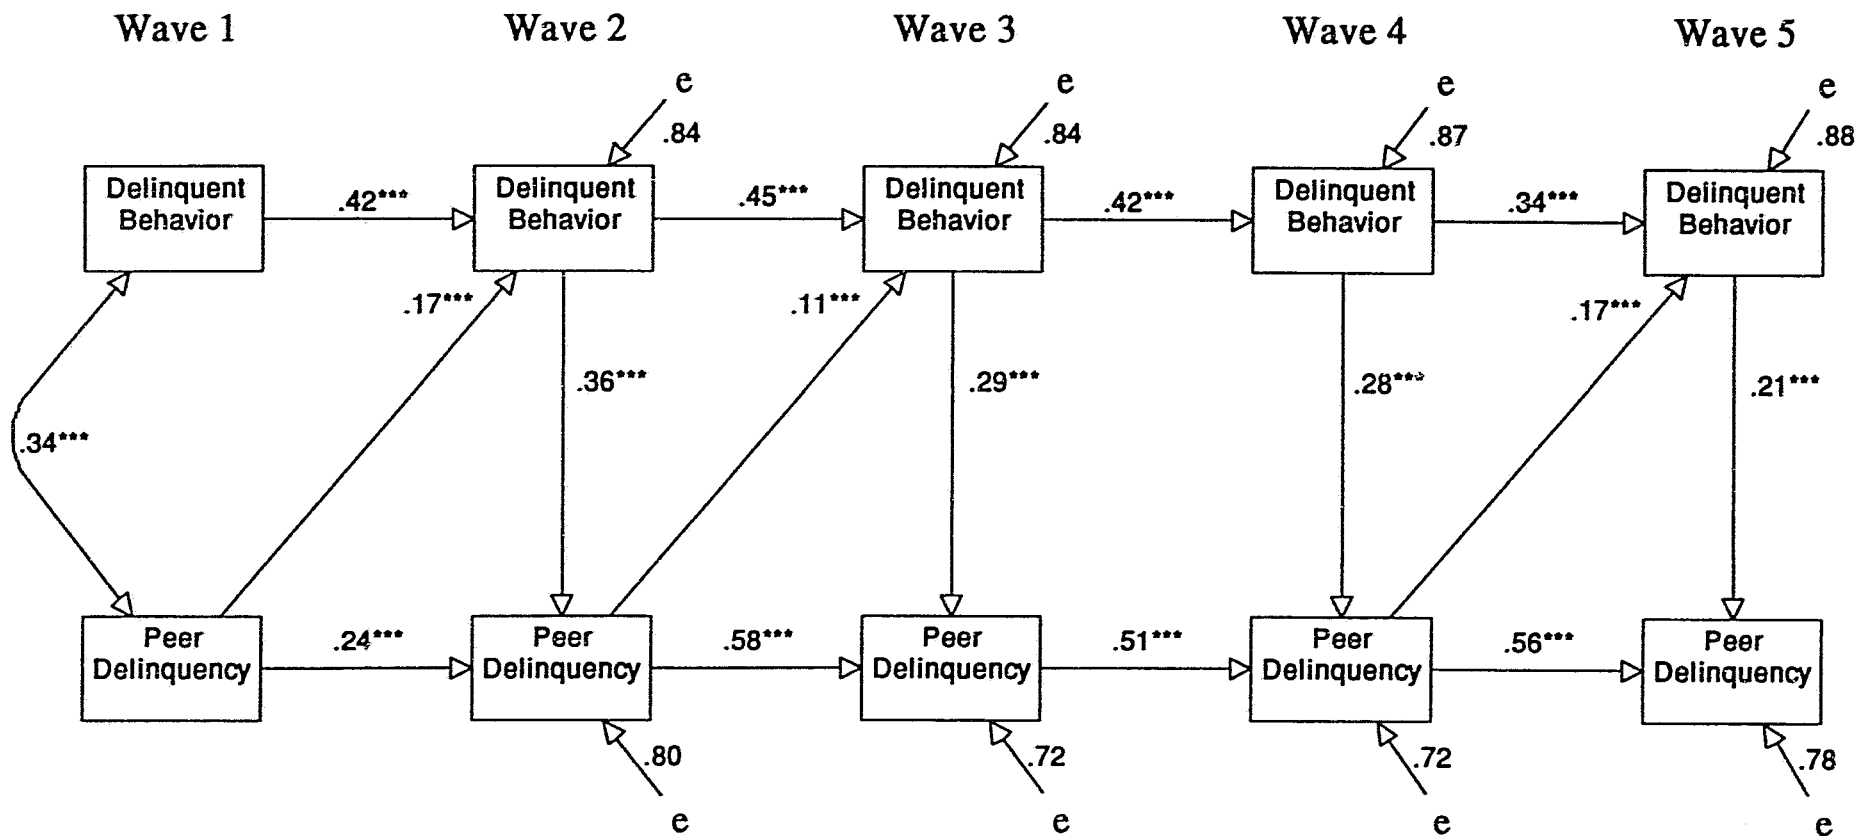 Wave 1 Wave 2 Wave 3 Wave 4 Wave 5
e e e e
.84 .84 .87 .88
Delinquent Delinquent Delinquent Delinquent Delinquent
Behavior Behavior Behavior Behavior Behavior
.42*** .45*** .42*** .34***
.17*** .11*** .17***
.36*** .29*** .28*** .21***
.34***
Peer Peer Peer Peer Peer
Delinquency Delinquency Delinquency Delinquency Delinquency
.24*** .58*** .51*** .56***
.80 .72 .72 .78
e e e e